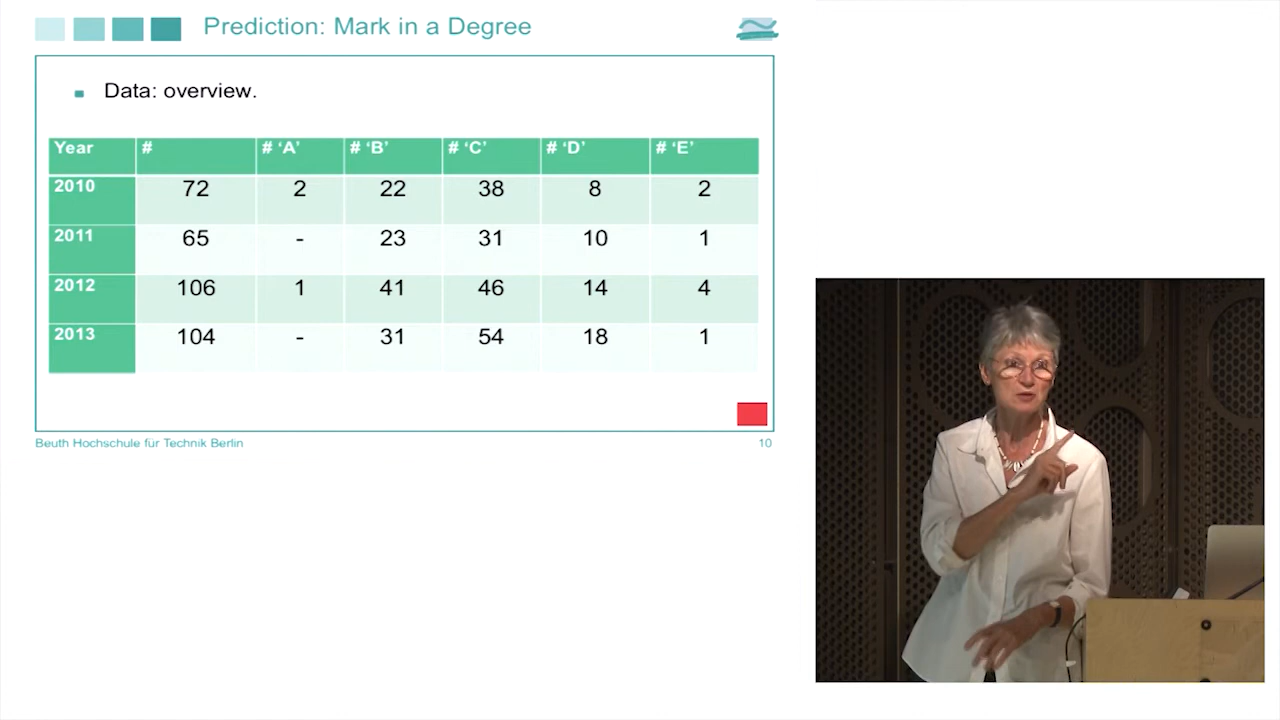 Prediction: Mark in a Degree
Data: overview.
Year # # ‘A’ # ‘B’ # ‘C’ # ‘D’ # ‘E’
2010 72 2 22 38 8 2
2011 65 - 23 31 10 1
2012 106 1 41 46 14 4
2013 104 - 31 54 18 1
Beuth Hochschule für Technik Berlin 10